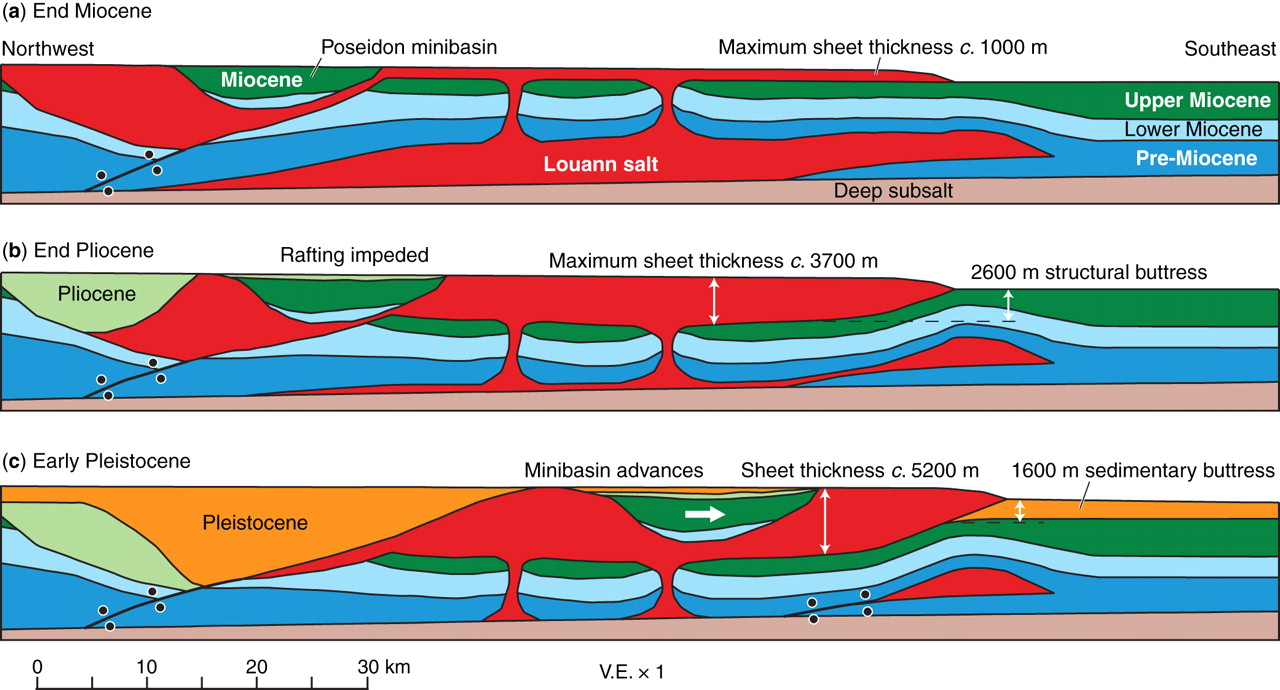 (a) End Miocene
Northwest
Poseidon minibasin
Maximum sheet thickness c. 1000 m
Southeast
Miocene
Upper Miocene
Lower Miocene
Louann salt
Pre-Miocene
Deep subsalt
(b) End Pliocene
Rafting impeded
Maximum sheet thickness c. 3700 m
2600 m structural buttress
Pliocene
(c) Early Pleistocene
Minibasin advances
Sheet thickness c. 5200 m
1600 m sedimentary buttress
Pleistocene
0 10 20 30 km
V.E. × 1